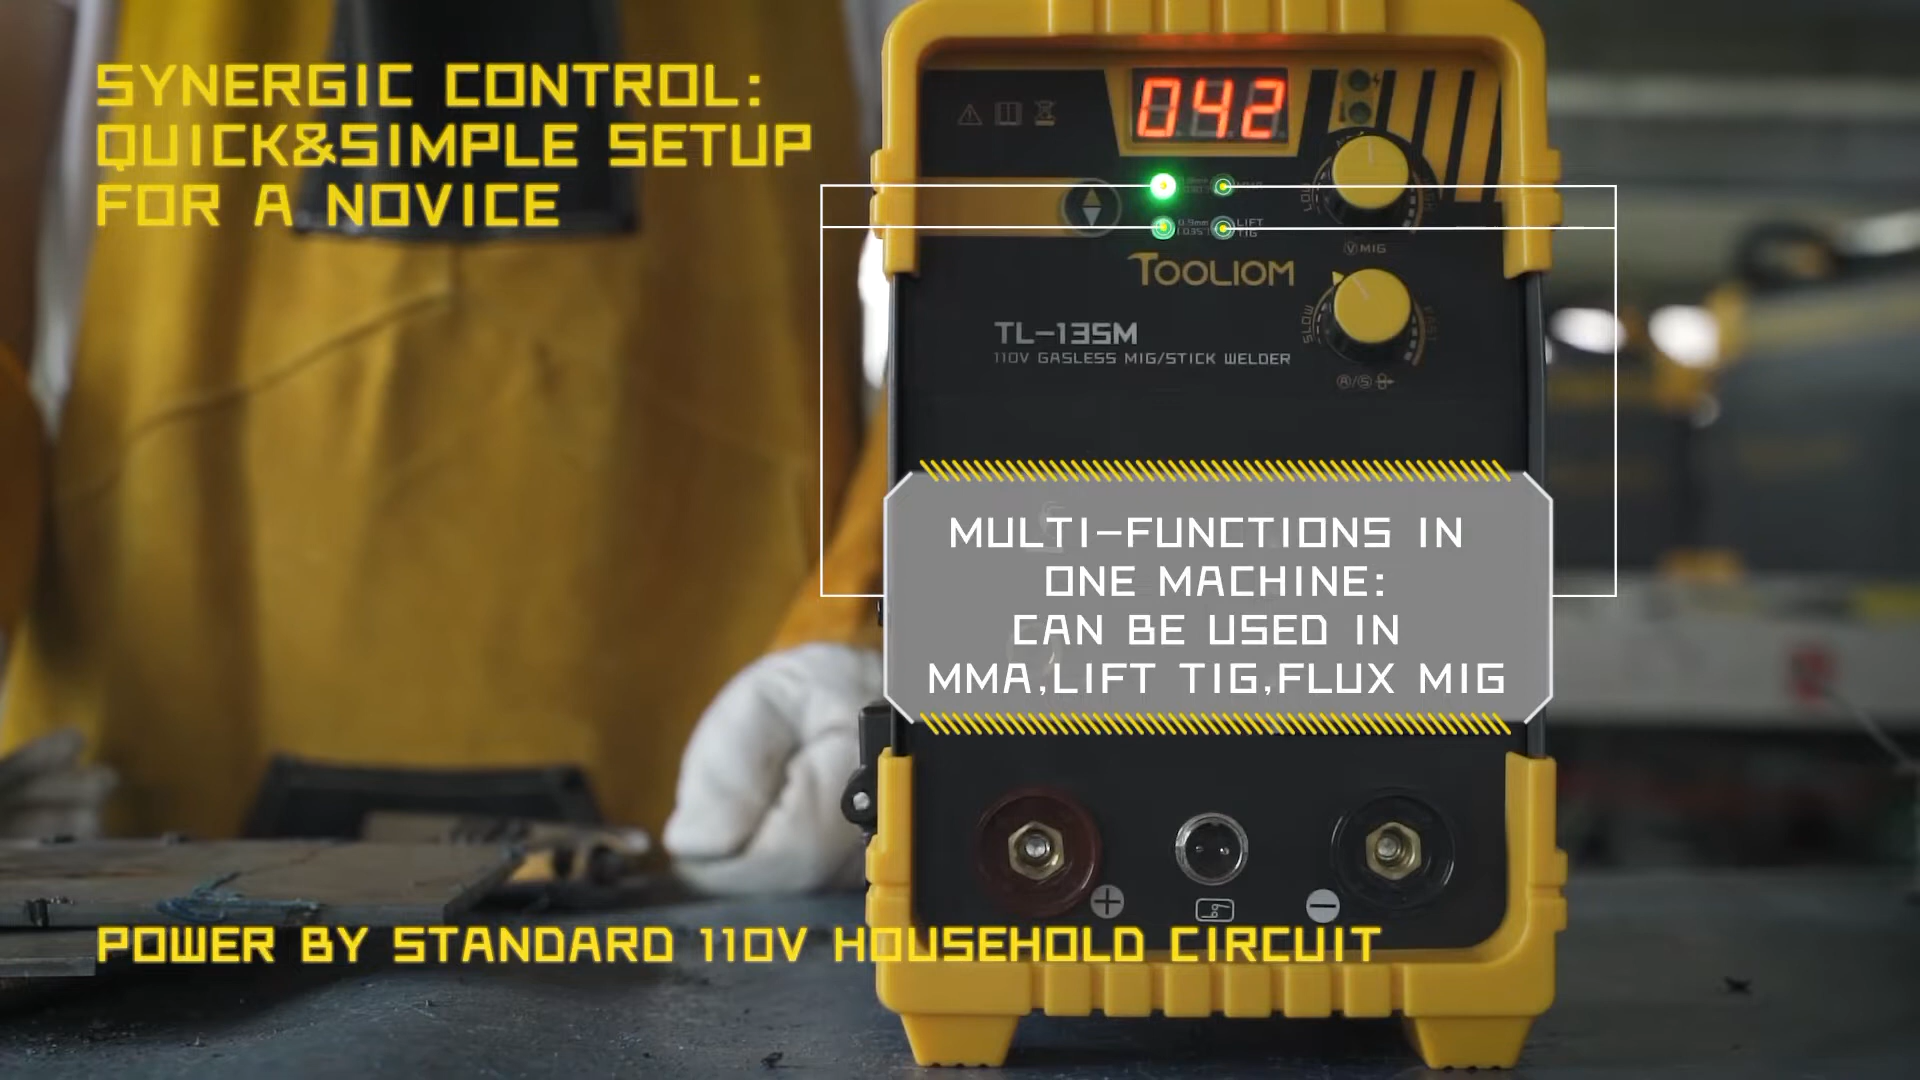 SYNERGIC CONTROL:
QUICK&SIMPLE SETUP
FOR A NOVICE
042
LIFT
TIG
LOW
V MIG
TOOLIOM
TL-135M
110V GASLESS MIG/STICK WELDER
SLOW
FAST
A/S
MULTI-FUNCTIONS IN
ONE MACHINE:
CAN BE USED IN
MMA,LIFT TIG,FLUX MIG
+
−
POWER BY STANDARD 110V HOUSEHOLD CIRCUIT